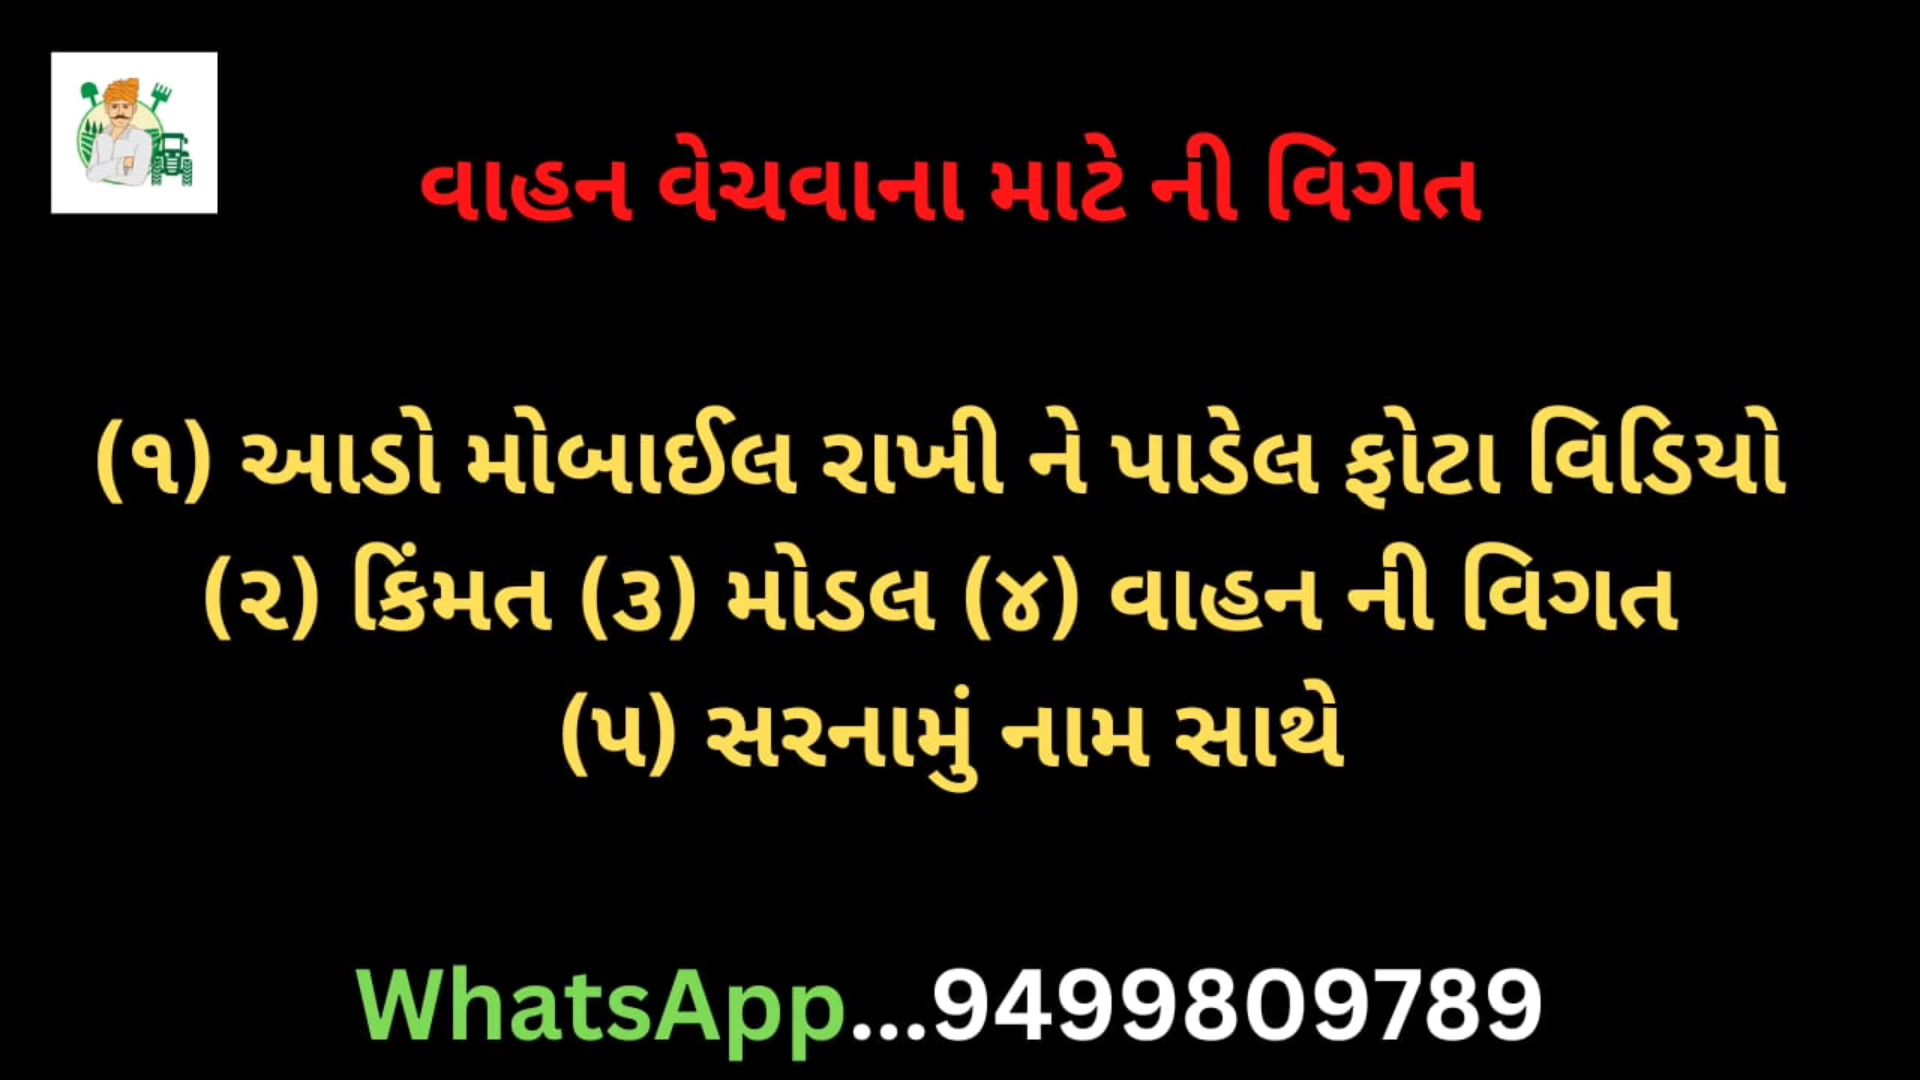 વાહન વેચવાના માટે ની વિગત
(૧) આડો મોબાઈલ રાખી ને પાડેલ ફોટા વિડિયો
(૨) કિંમત (૩) મોડલ (૪) વાહન ની વિગત
(૫) સરનામું નામ સાથે
WhatsApp...9499809789